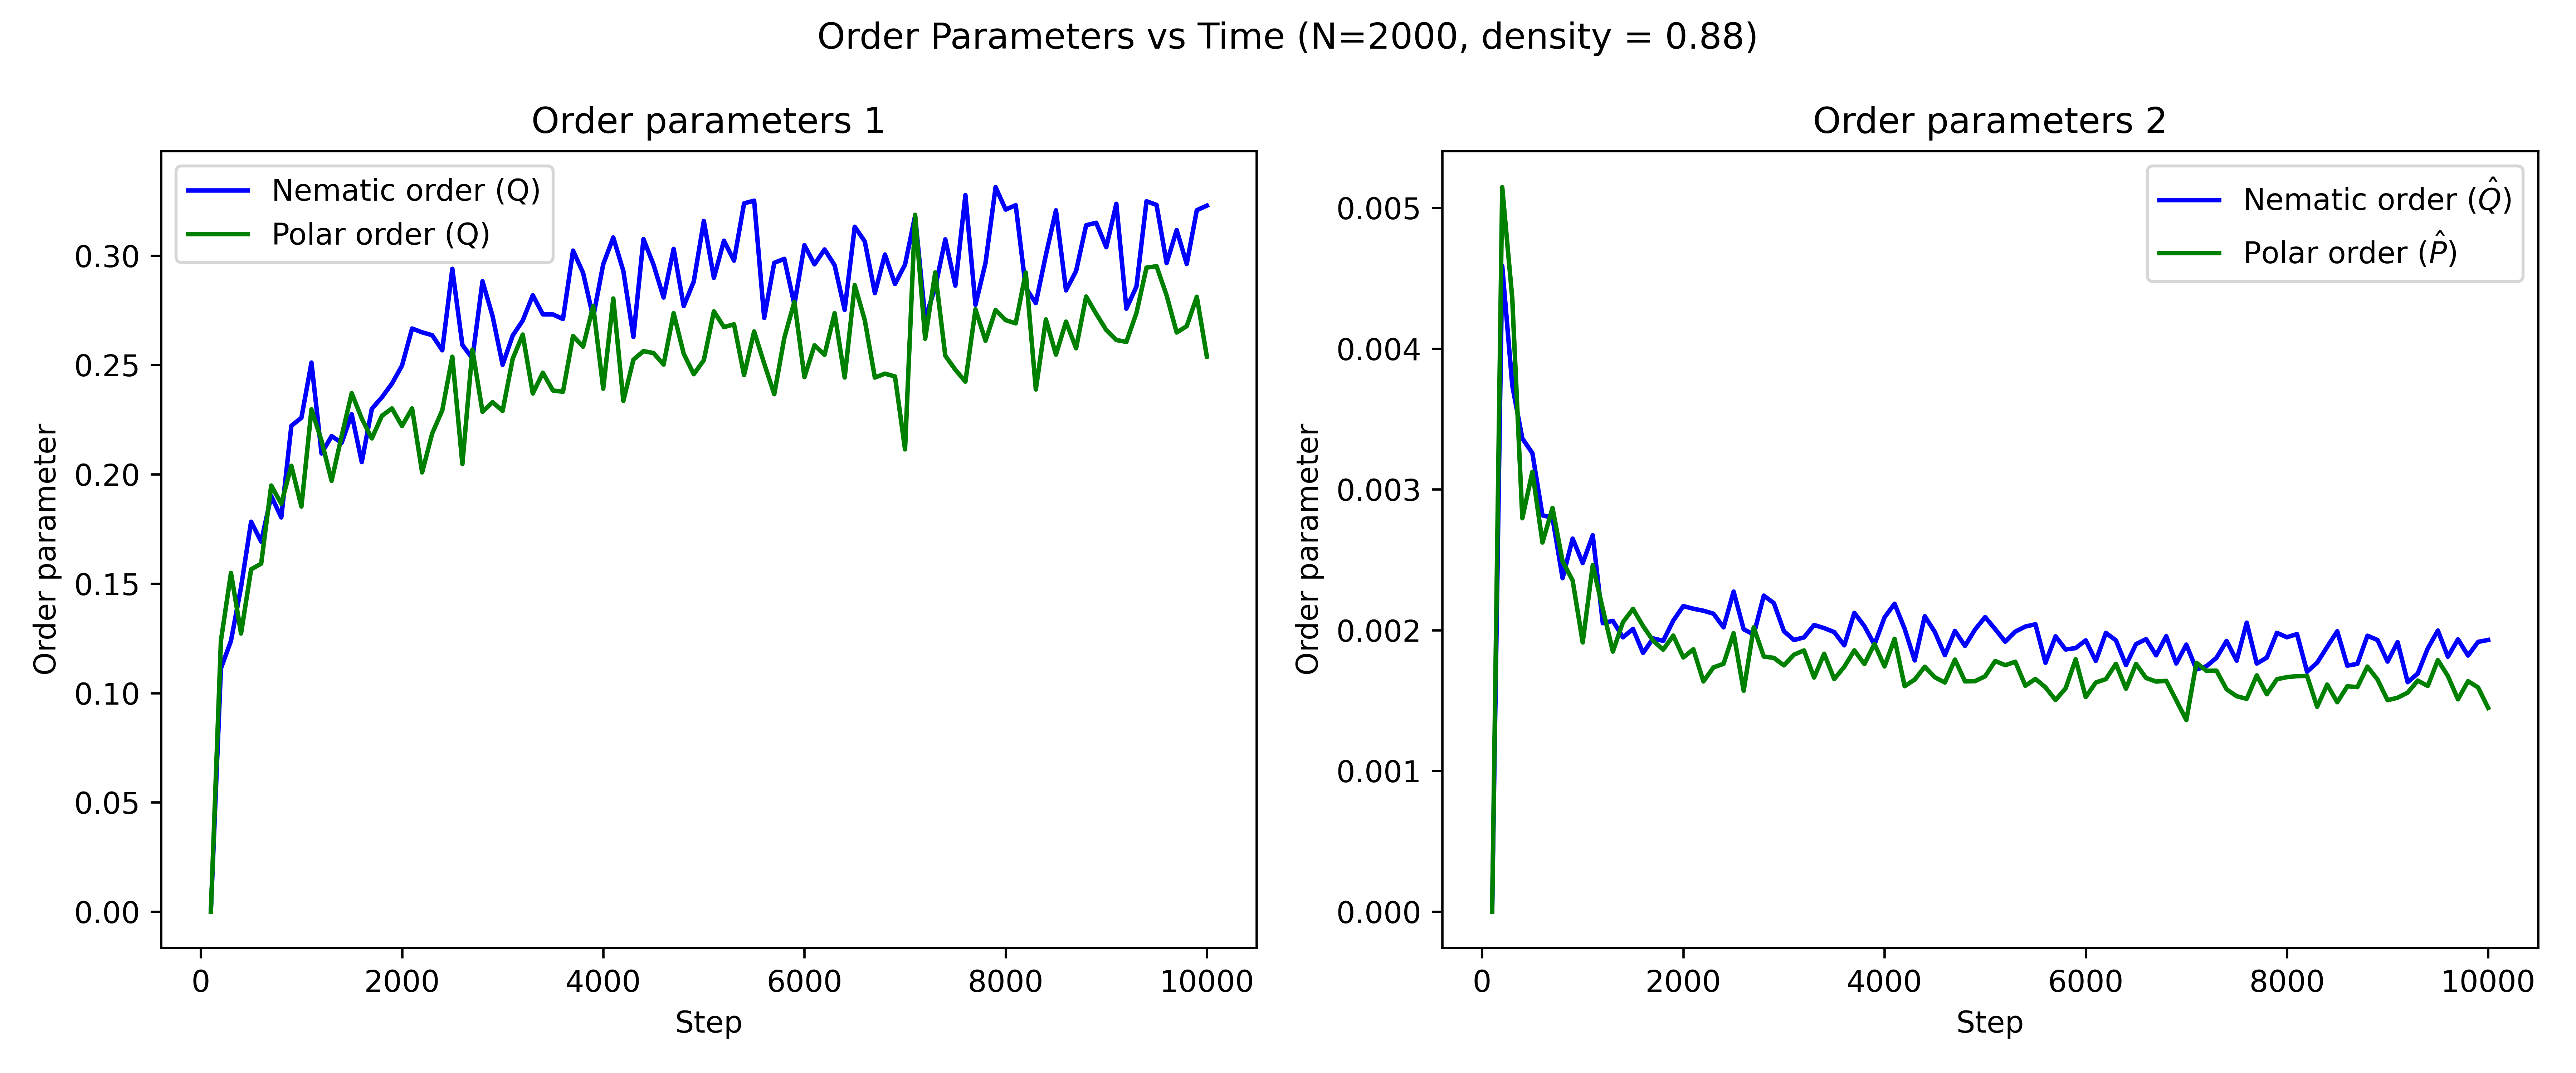 Order Parameters vs Time (N=2000, density = 0.88)
Order parameters 1
Nematic order (Q)
Polar order (Q)
0.30
0.25
0.20
0.15
0.10
0.05
0.00
Order parameter
0 2000 4000 6000 8000 10000
Step
Order parameters 2
Nematic order (Q̂)
Polar order (P̂)
0.005
0.004
0.003
0.002
0.001
0.000
Order parameter
0 2000 4000 6000 8000 10000
Step